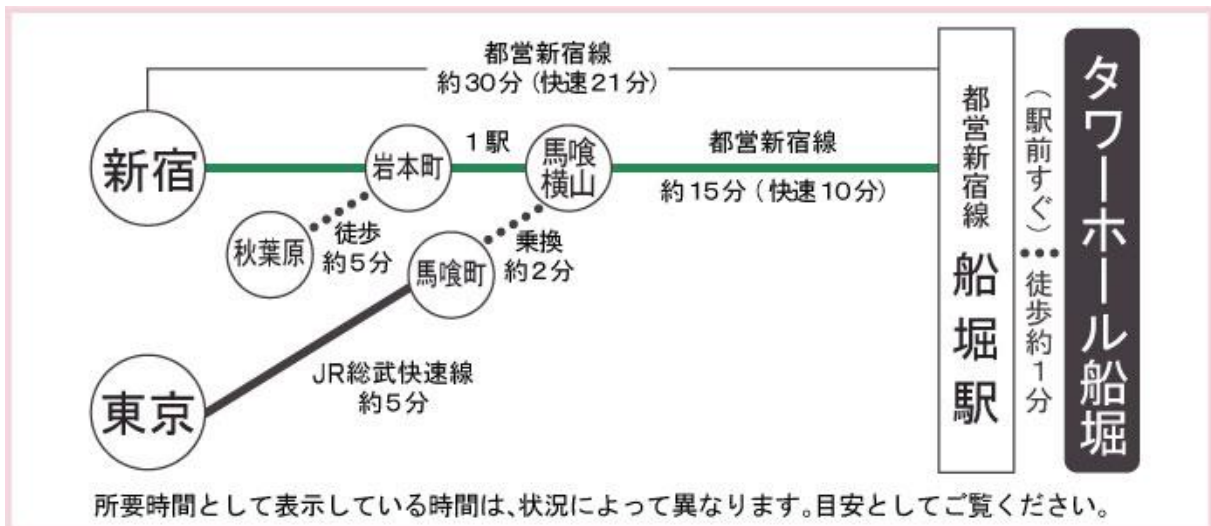 都営新宿線
約30分（快速21分）
新宿
岩本町
1駅
馬喰
横山
都営新宿線
約15分（快速10分）
秋葉原
徒歩
約5分
馬喰町
乗換
約2分
東京
JR総武快速線
約5分
都営新宿線 船堀駅
（駅前すぐ）
徒歩約1分
タワーホール船堀
所要時間として表示している時間は、状況によって異なります。目安としてご覧ください。